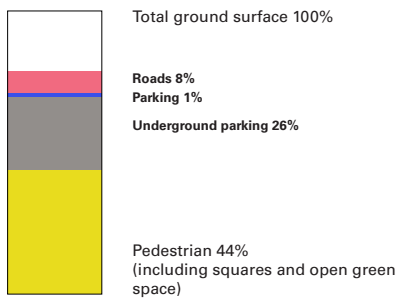 Total ground surface 100%
Roads 8%
Parking 1%
Underground parking 26%
Pedestrian 44%
(including squares and open green
space)